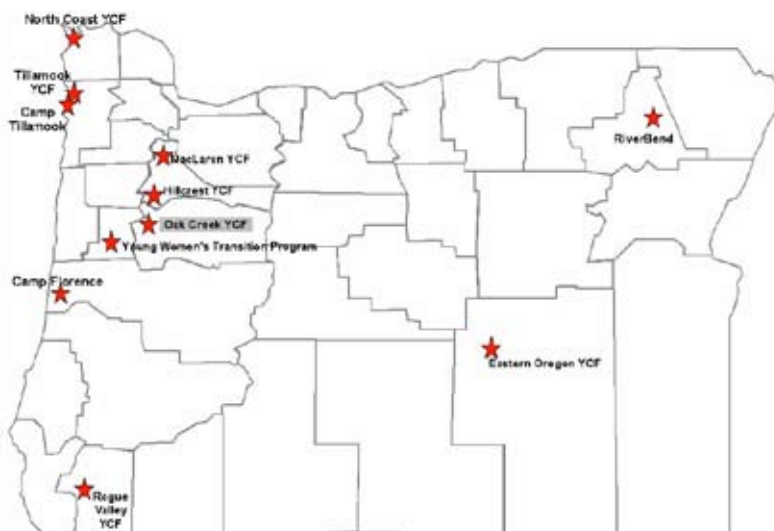 North Coast YCF
Tillamook
YCF
Camp
Tillamook
RiverBend
MacLaren YCF
Hillcrest YCF
Oak Creek YCF
Young Women's Transition Program
Camp Florence
Eastern Oregon YCF
Rogue
Valley
YCF